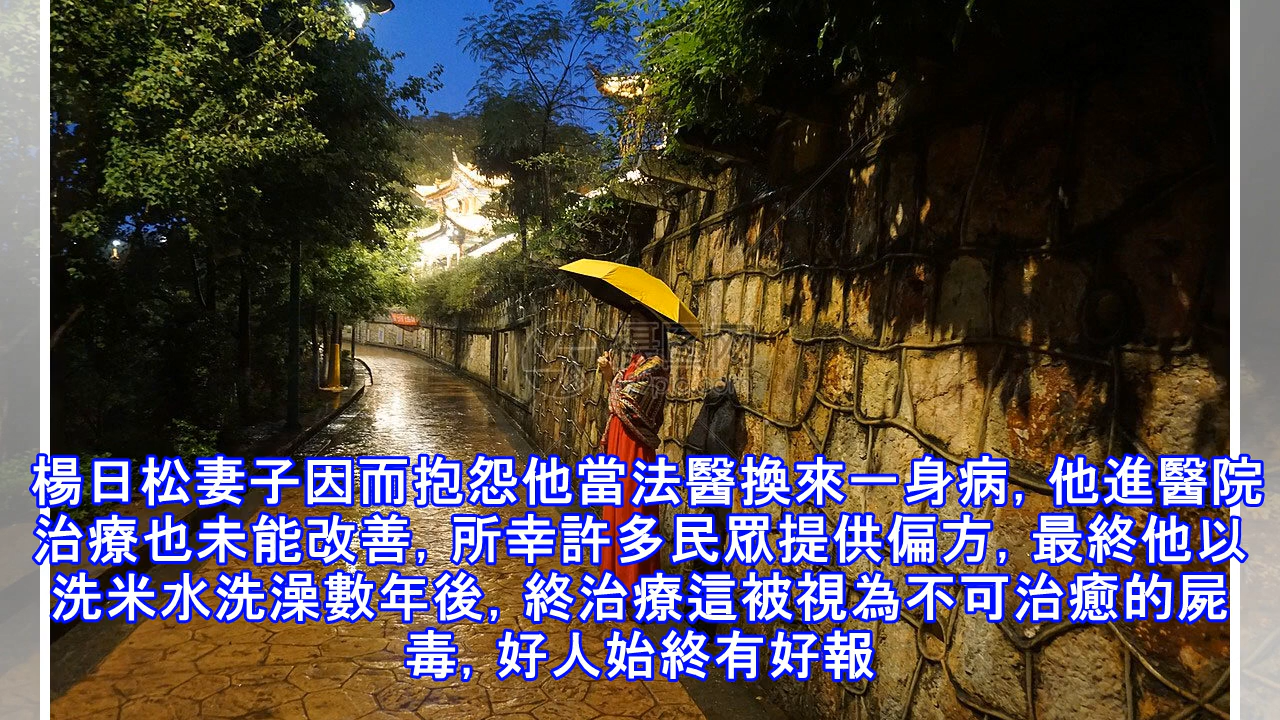 楊日松妻子因而抱怨他當法醫換來一身病, 他進醫院
治療也未能改善, 所幸許多民眾提供偏方, 最終他以
洗米水洗澡數年後, 終治療這被視為不可治癒的屍
毒, 好人始終有好報